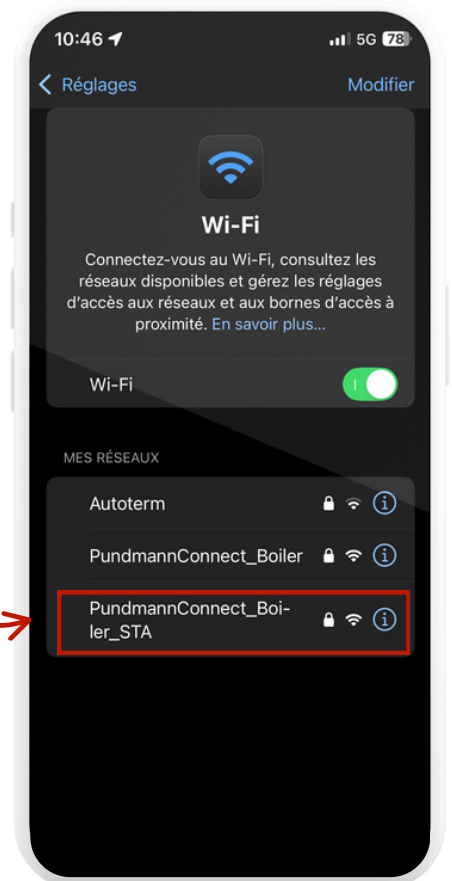 10:46 5G 78
Réglages Modifier
Wi-Fi
Connectez-vous au Wi-Fi, consultez les
réseaux disponibles et gérez les réglages
d'accès aux réseaux et aux bornes d'accès à
proximité. En savoir plus...
Wi-Fi
MES RÉSEAUX
Autoterm
PundmannConnect_Boiler
PundmannConnect_Boi-
ler_STA